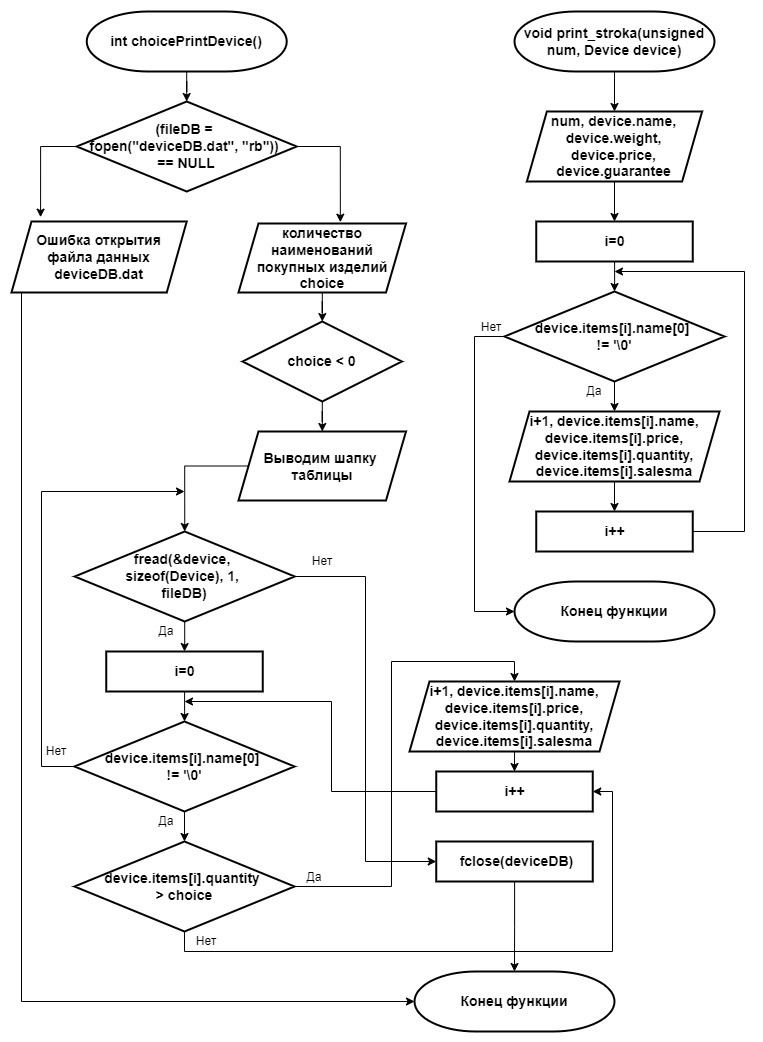 int choicePrintDevice()
(fileDB =
fopen("deviceDB.dat", "rb"))
== NULL
Ошибка открытия
файла данных
deviceDB.dat
количество
наименований
покупных изделий
choice
choice < 0
Выводим шапку
таблицы
fread(&device,
sizeof(Device), 1,
fileDB)
Нет
Да
i=0
device.items[i].name[0]
!= '\0'
Нет
Да
device.items[i].quantity
> choice
Да
Нет
i+1, device.items[i].name,
device.items[i].price,
device.items[i].quantity,
device.items[i].salesma
i++
fclose(deviceDB)
Конец функции
void print_stroka(unsigned
num, Device device)
num, device.name,
device.weight,
device.price,
device.guarantee
i=0
device.items[i].name[0]
!= '\0'
Нет
Да
i+1, device.items[i].name,
device.items[i].price,
device.items[i].quantity,
device.items[i].salesma
i++
Конец функции